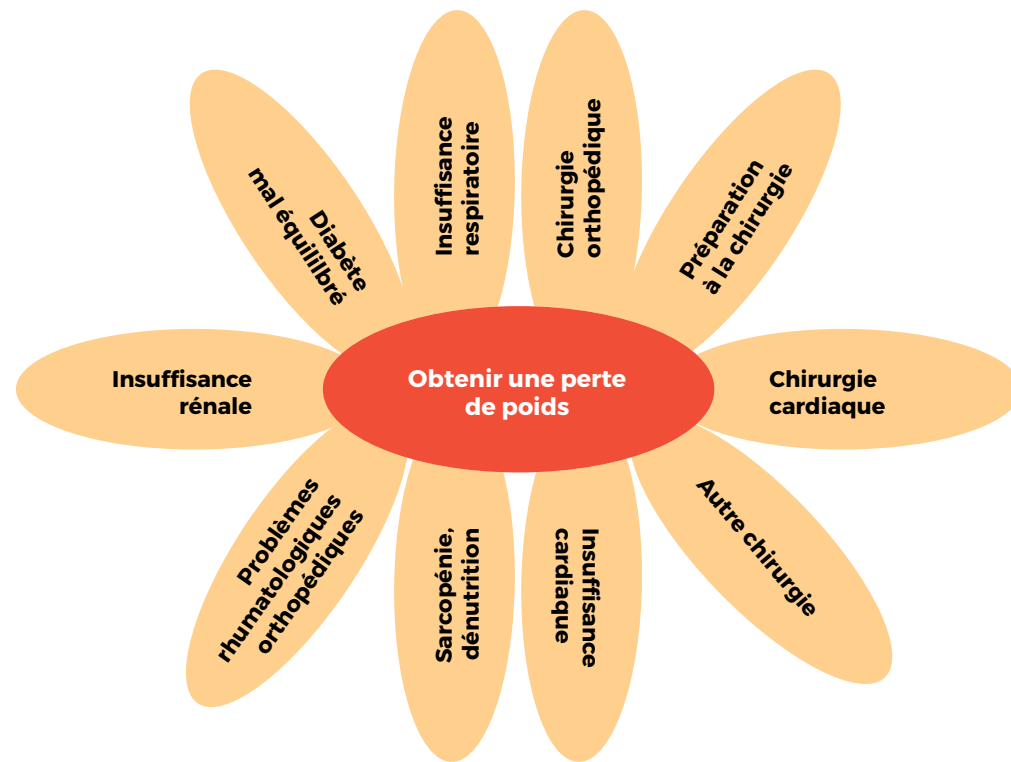 Insuffisance
respiratoire
Chirurgie
orthopédique
Préparation
à la chirurgie
Chirurgie
cardiaque
Autre chirurgie
Insuffisance
cardiaque
Sarcopénie,
dénutrition
Problèmes
rhumatologiques
orthopédiques
Insuffisance
rénale
Diabète
mal équililbré
Obtenir une perte
de poids